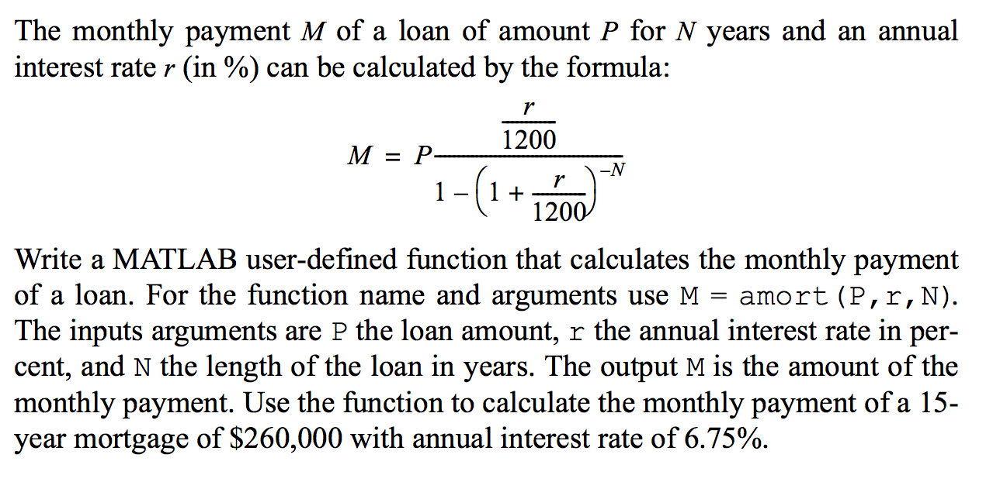 The monthly payment M of a loan of amount P for N years and an annual
interest rate r (in %) can be calculated by the formula:
M = P \frac{\frac{r}{1200}}{1-\left(1+\frac{r}{1200}\right)^{-N}}
Write a MATLAB user-defined function that calculates the monthly payment
of a loan. For the function name and arguments use M = amort(P,r,N).
The inputs arguments are P the loan amount, r the annual interest rate in per-
cent, and N the length of the loan in years. The output M is the amount of the
monthly payment. Use the function to calculate the monthly payment of a 15-
year mortgage of $260,000 with annual interest rate of 6.75%.